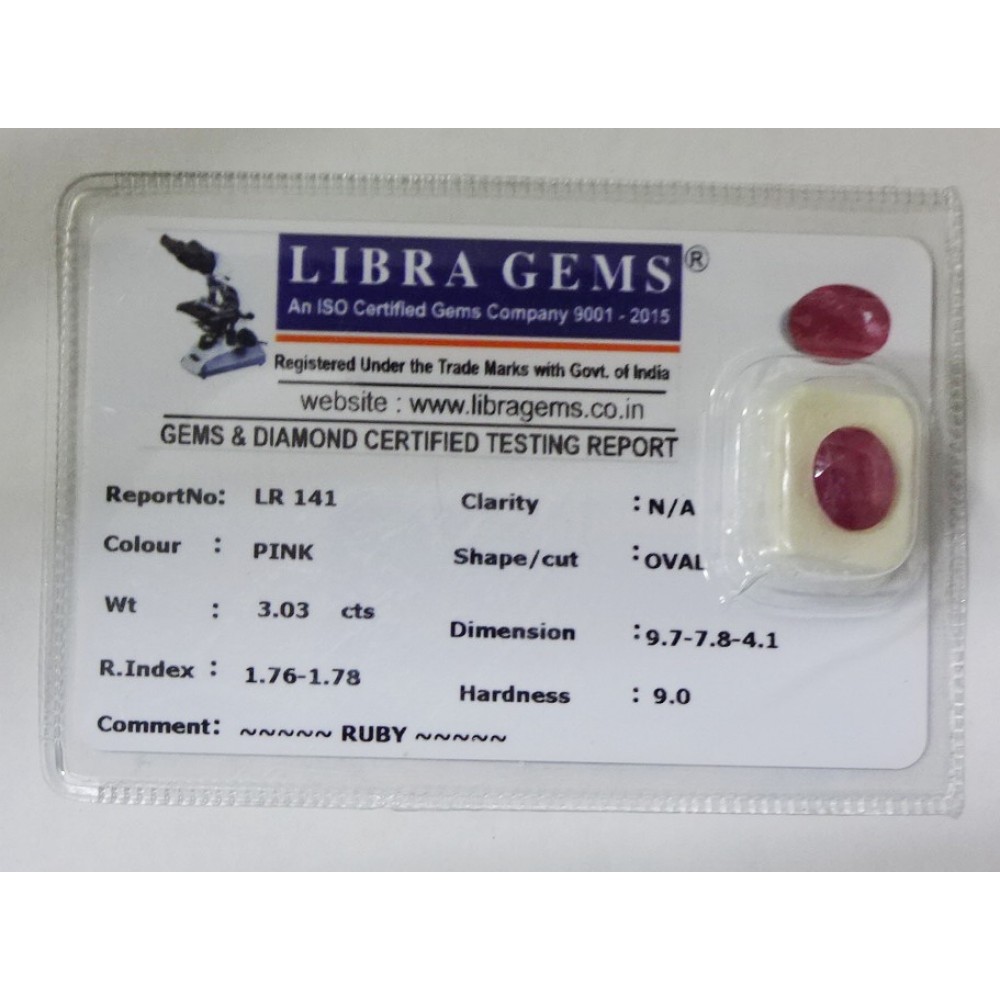 LIBRA GEMS®
An ISO Certified Gems Company 9001 - 2015
Registered Under the Trade Marks with Govt. of India
website : www.libragems.co.in
GEMS & DIAMOND CERTIFIED TESTING REPORT
ReportNo: LR 141 Clarity : N/A
Colour : PINK Shape/cut : OVAL
Wt : 3.03 cts Dimension : 9.7-7.8-4.1
R.Index : 1.76-1.78 Hardness : 9.0
Comment: ~~~~~ RUBY ~~~~~